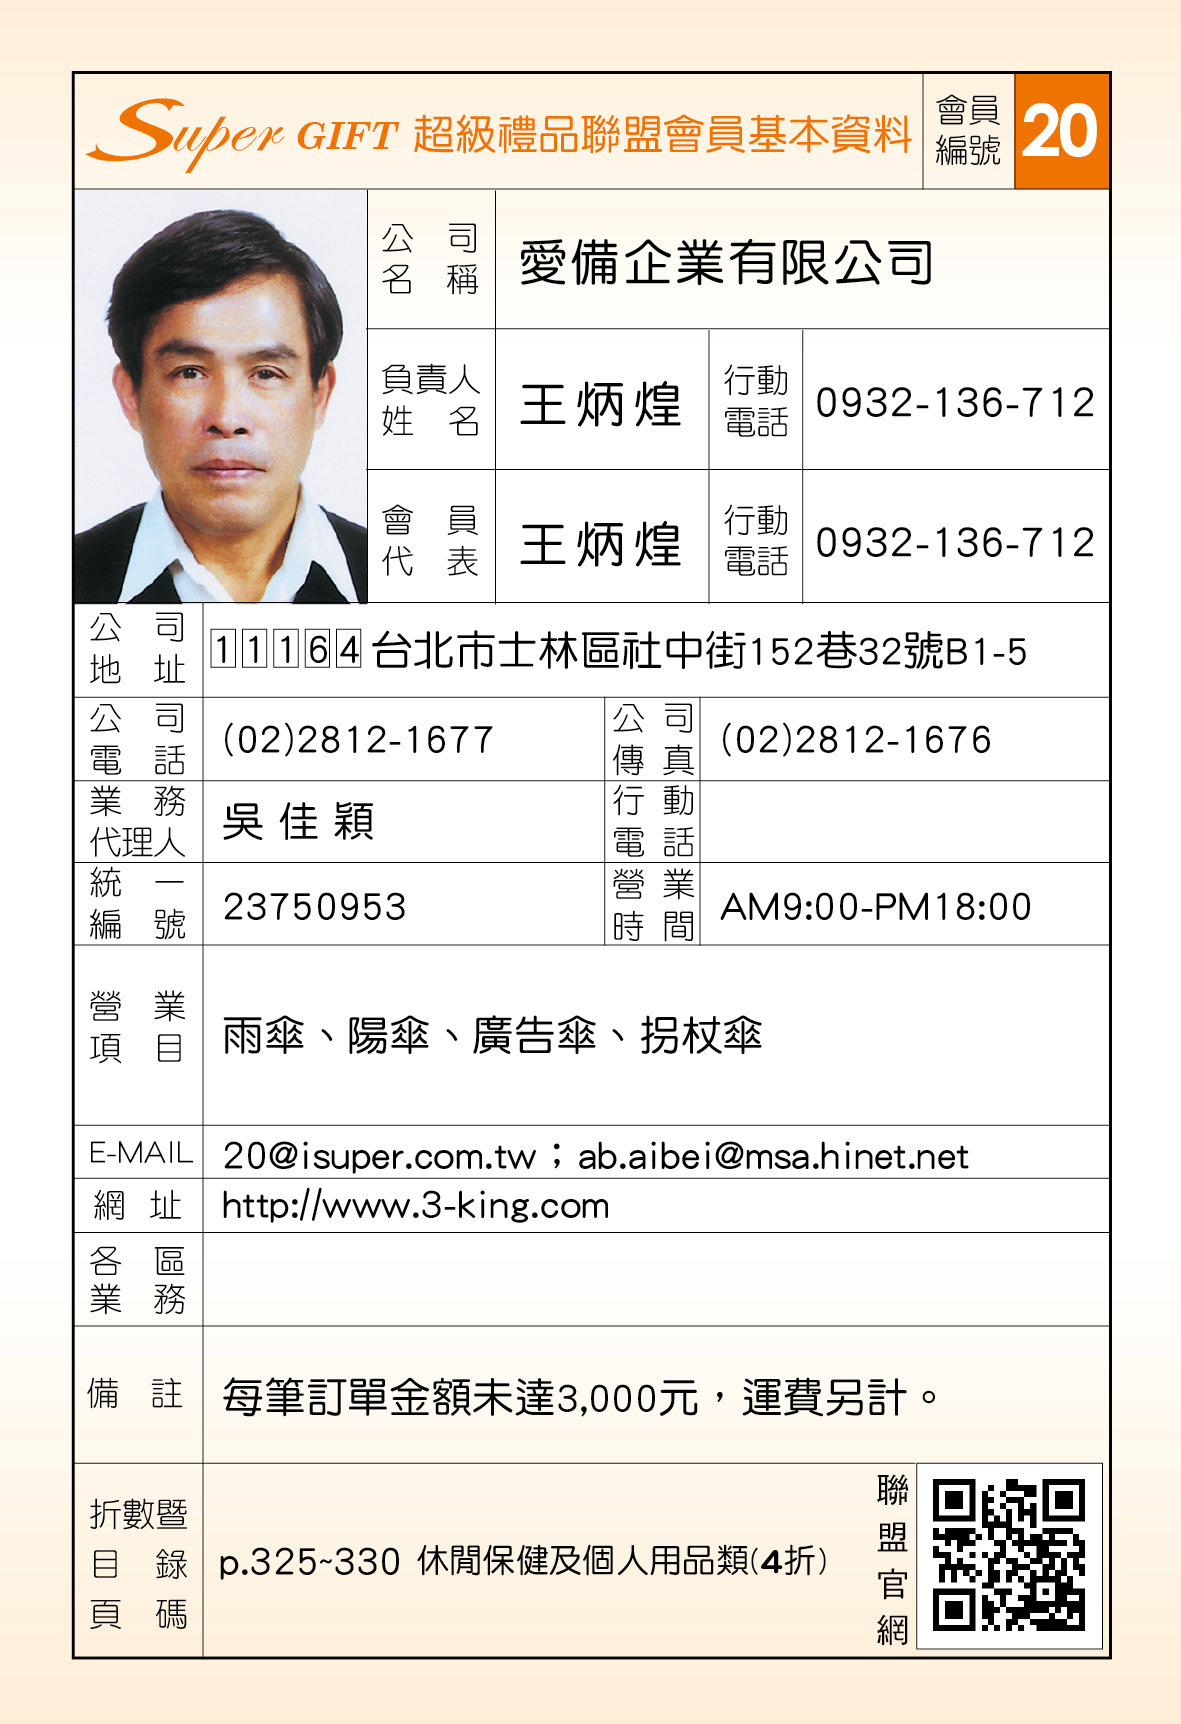 Super GIFT 超級禮品聯盟會員基本資料 會員編號 20
公司名稱 愛備企業有限公司
負責人姓名 王炳煌 行動電話 0932-136-712
會員代表 王炳煌 行動電話 0932-136-712
公司地址 11164 台北市士林區社中街152巷32號B1-5
公司電話 (02)2812-1677 公司傳真 (02)2812-1676
業務代理人 吳佳穎 行動電話
統一編號 23750953 營業時間 AM9:00-PM18:00
營業項目 雨傘、陽傘、廣告傘、拐杖傘
E-MAIL 20@isuper.com.tw；ab.aibei@msa.hinet.net
網址 http://www.3-king.com
各區業務
備註 每筆訂單金額未達3,000元，運費另計。
折數暨目錄頁碼 p.325~330 休閒保健及個人用品類(4折)
聯盟官網